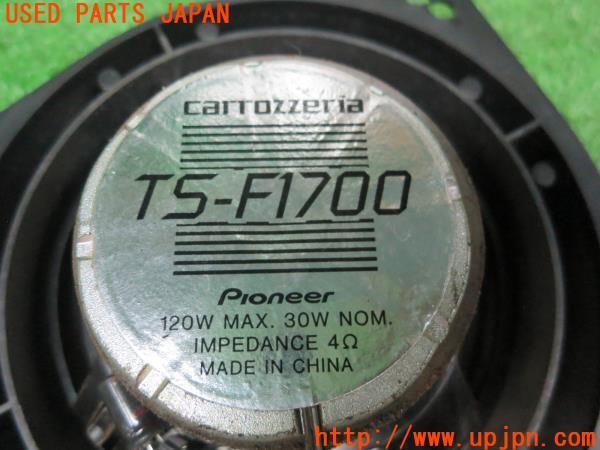 USED PARTS JAPAN
carrozzeria
TS-F1700
Pioneer
120W MAX. 30W NOM.
IMPEDANCE 4Ω
MADE IN CHINA
http://www.upjpn.com